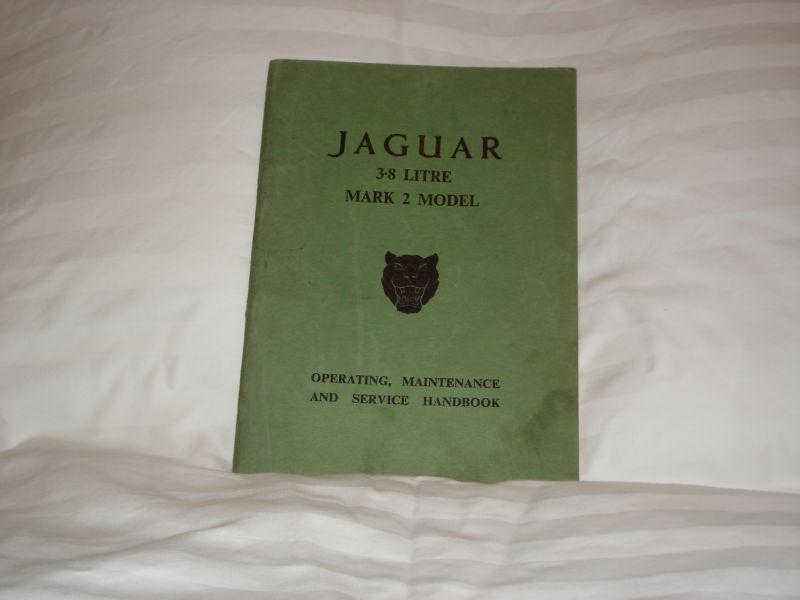 JAGUAR
3·8 LITRE
MARK 2 MODEL
OPERATING, MAINTENANCE
AND SERVICE HANDBOOK